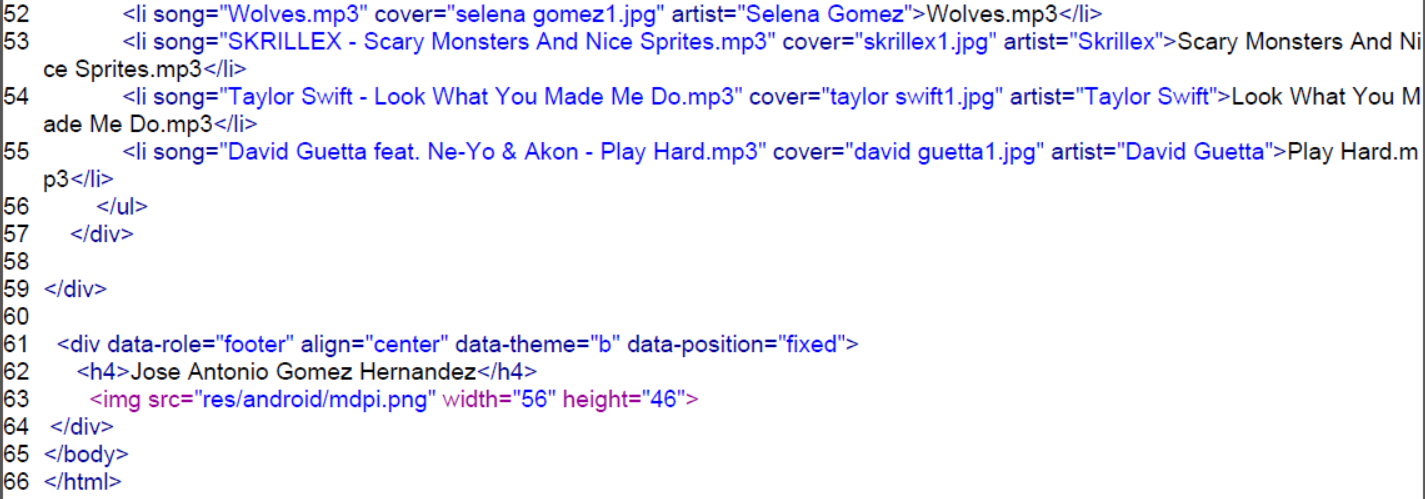 52 <li song="Wolves.mp3" cover="selena gomez1.jpg" artist="Selena Gomez">Wolves.mp3</li>
53 <li song="SKRILLEX - Scary Monsters And Nice Sprites.mp3" cover="skrillex1.jpg" artist="Skrillex">Scary Monsters And Ni
ce Sprites.mp3</li>
54 <li song="Taylor Swift - Look What You Made Me Do.mp3" cover="taylor swift1.jpg" artist="Taylor Swift">Look What You M
ade Me Do.mp3</li>
55 <li song="David Guetta feat. Ne-Yo & Akon - Play Hard.mp3" cover="david guetta1.jpg" artist="David Guetta">Play Hard.m
p3</li>
56 </ul>
57 </div>
58
59 </div>
60
61 <div data-role="footer" align="center" data-theme="b" data-position="fixed">
62 <h4>Jose Antonio Gomez Hernandez</h4>
63 <img src="res/android/mdpi.png" width="56" height="46">
64 </div>
65 </body>
66 </html>